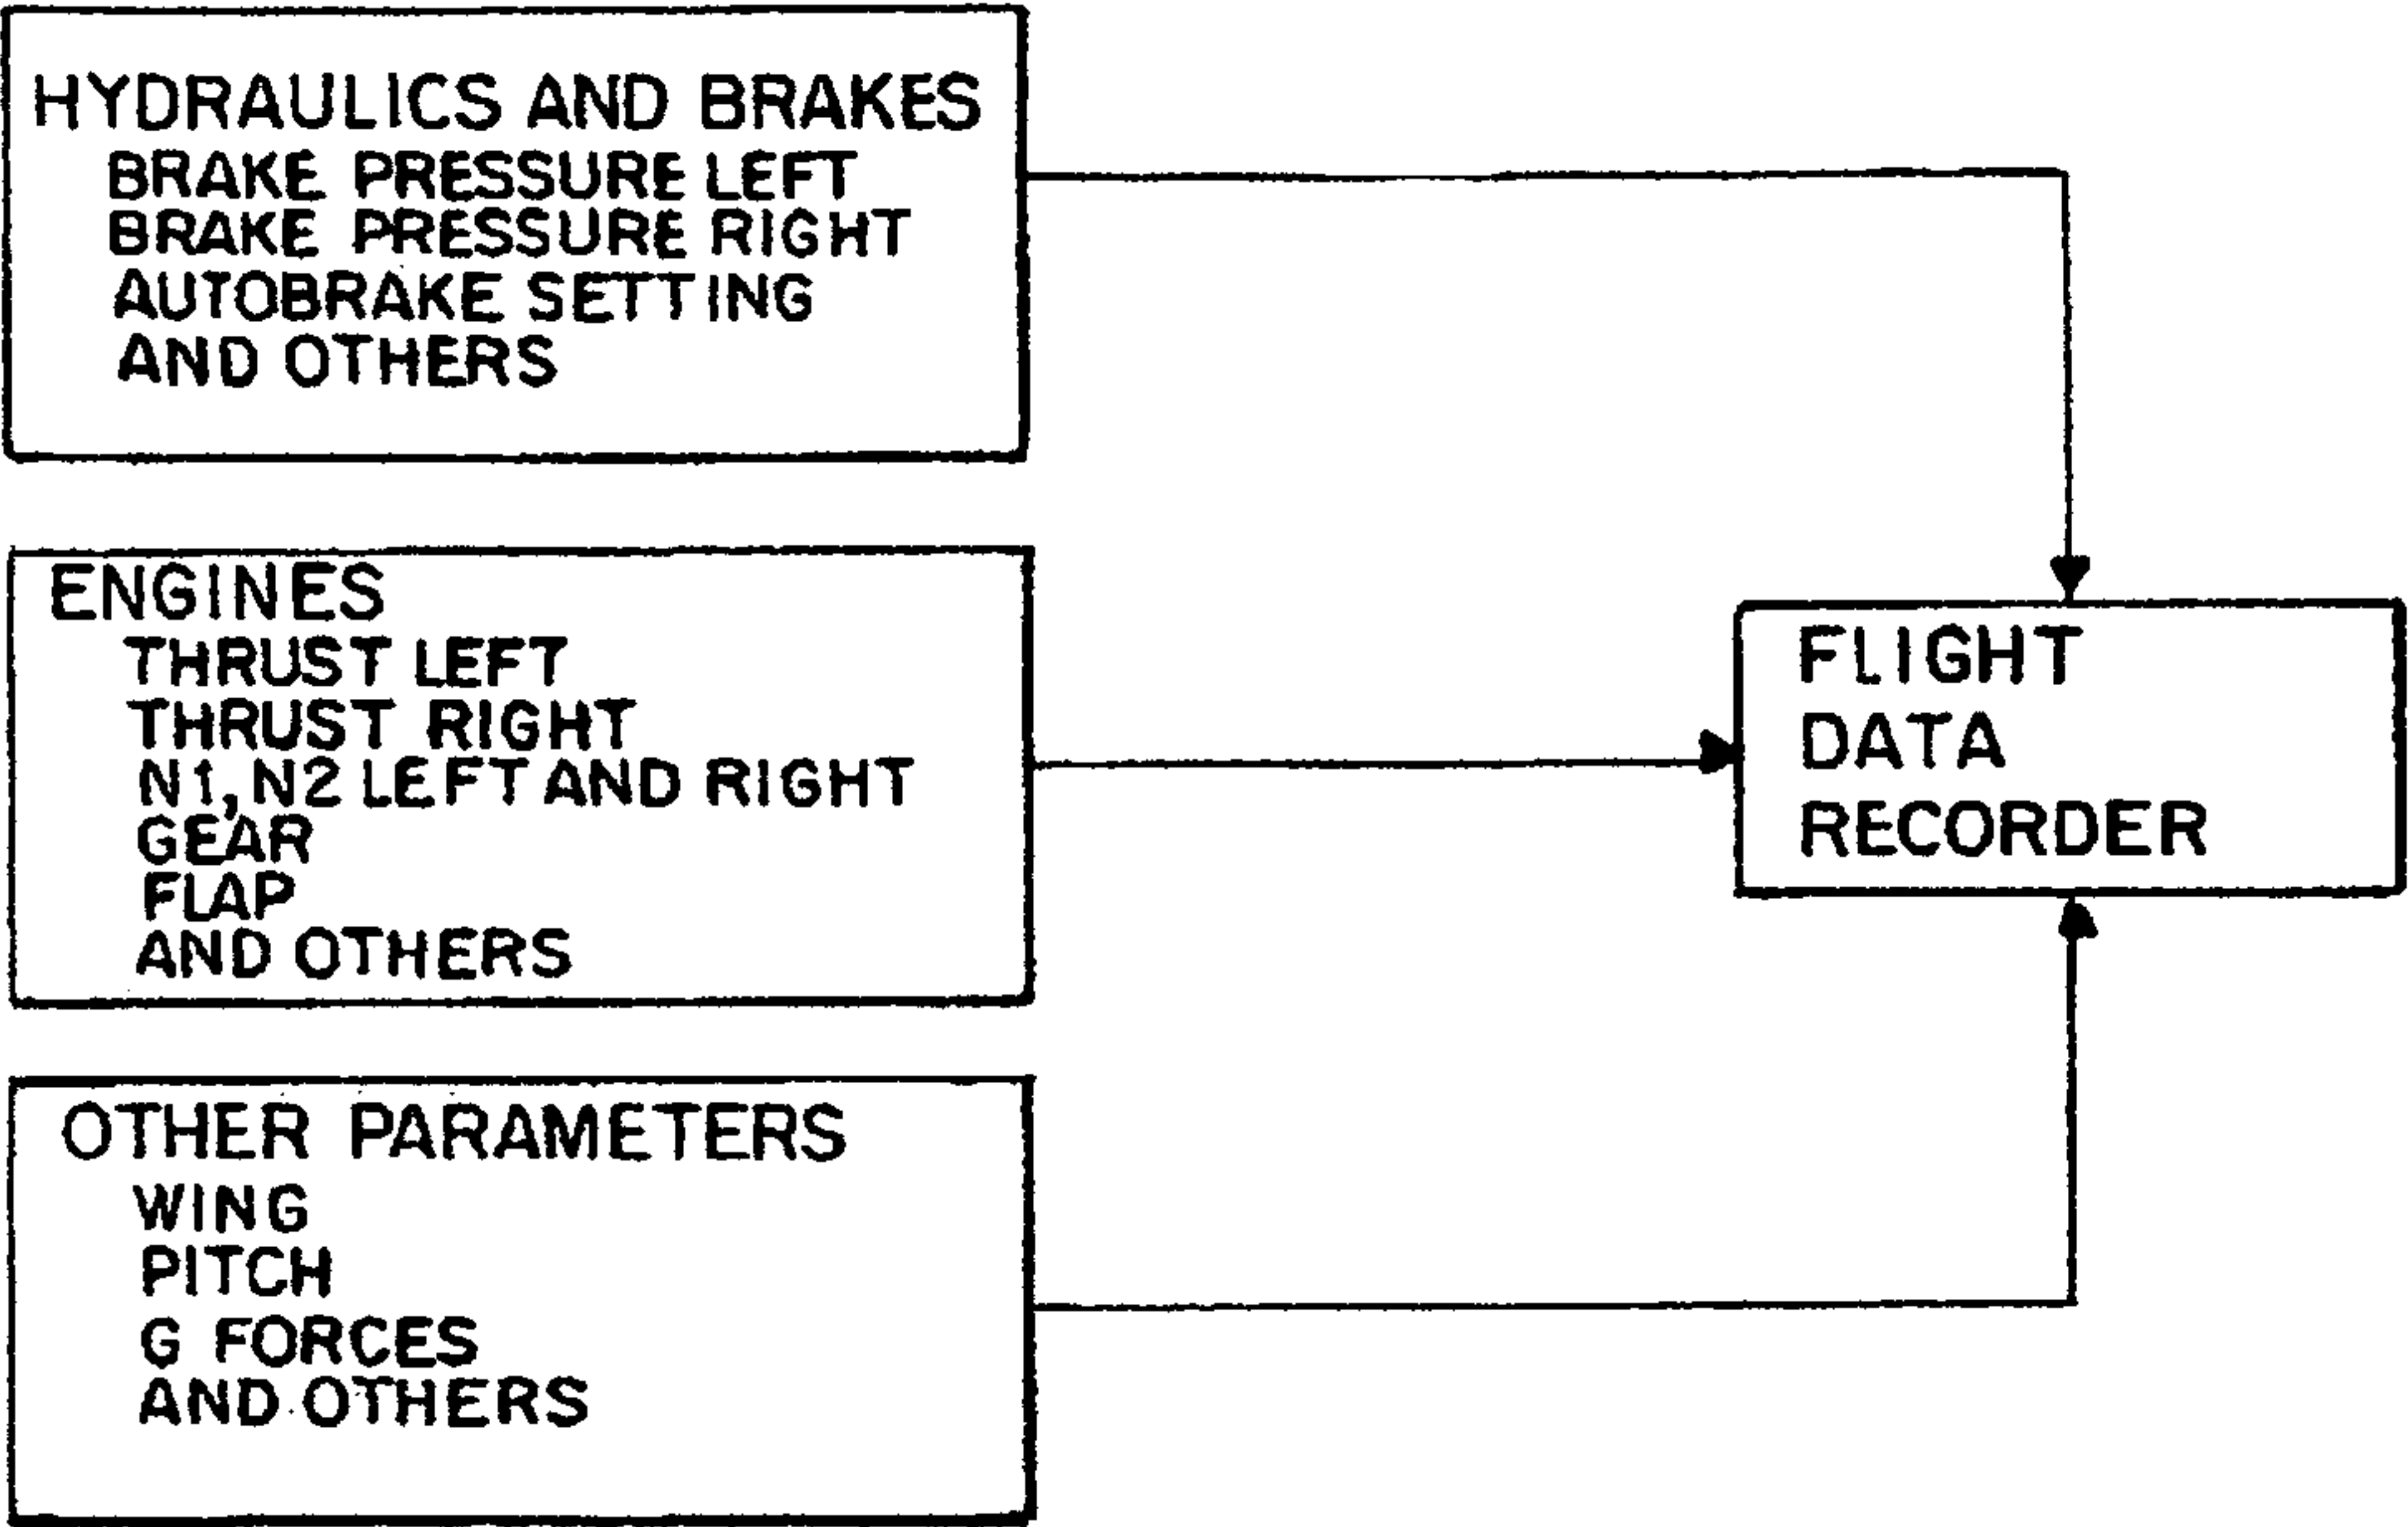 HYDRAULICS AND BRAKES
BRAKE PRESSURE LEFT
BRAKE PRESSURE RIGHT
AUTOBRAKE SETTING
AND OTHERS
ENGINES
THRUST LEFT
THRUST RIGHT
N1, N2 LEFT AND RIGHT
GEAR
FLAP
AND OTHERS
FLIGHT
DATA
RECORDER
OTHER PARAMETERS
WING
PITCH
G FORCES
AND OTHERS